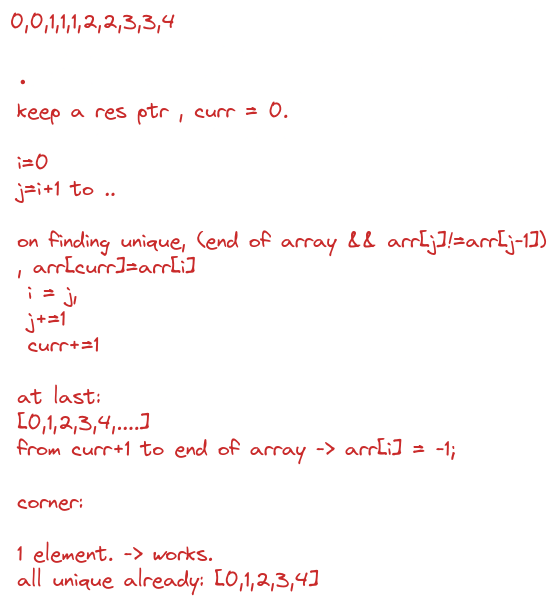 0,0,1,1,1,2,2,3,3,4
.
keep a res ptr , curr = 0.
i=0
j=i+1 to ..
on finding unique, (end of array && arr[j]!=arr[j-1])
, arr[curr]=arr[i]
i = j,
j+=1
curr+=1
at last:
[0,1,2,3,4,....]
from curr+1 to end of array -> arr[i] = -1;
corner:
1 element. -> works.
all unique already: [0,1,2,3,4]